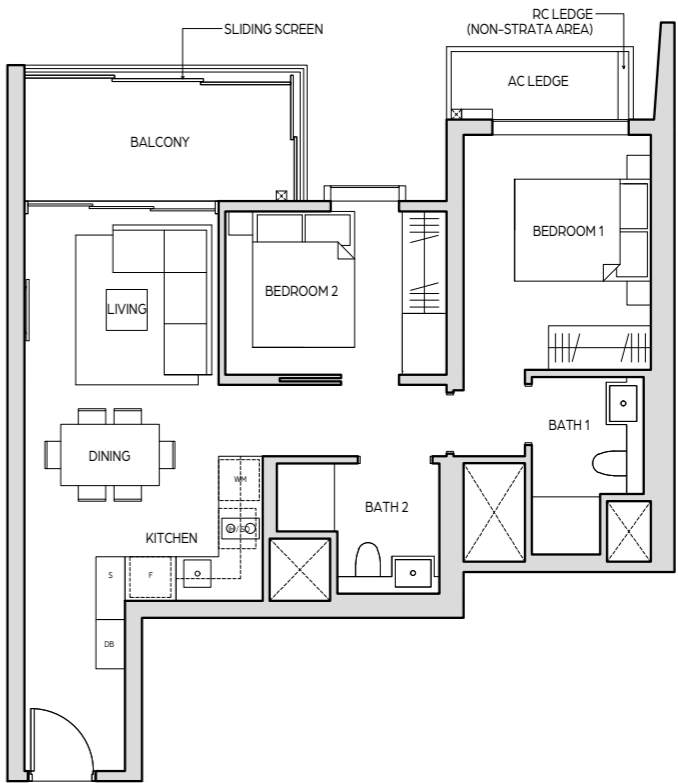 SLIDING SCREEN
RC LEDGE
(NON-STRATA AREA)
AC LEDGE
BALCONY
BEDROOM 1
BEDROOM 2
LIVING
BATH 1
DINING
WM
BATH 2
KITCHEN
S
F
DB